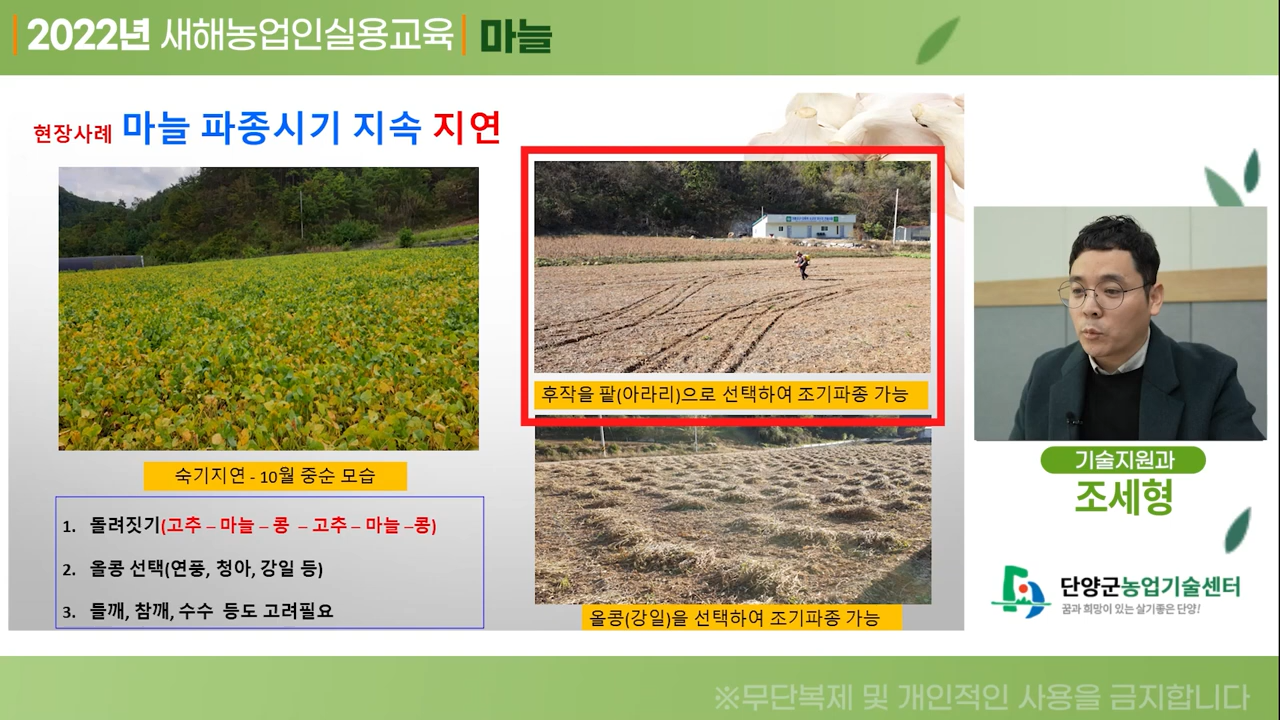 2022년 새해농업인실용교육 마늘
현장사례 마늘 파종시기 지속 지연
숙기지연 - 10월 중순 모습
1. 돌려짓기(고추 – 마늘 – 콩 – 고추 – 마늘 –콩)
2. 올콩 선택(연풍, 청아, 강일 등)
3. 들깨, 참깨, 수수 등도 고려필요
후작을 팥(아라리)으로 선택하여 조기파종 가능
올콩(강일)을 선택하여 조기파종 가능
기술지원과
조세형
단양군농업기술센터
꿈과 희망이 있는 살기좋은 단양!
※무단복제 및 개인적인 사용을 금지합니다